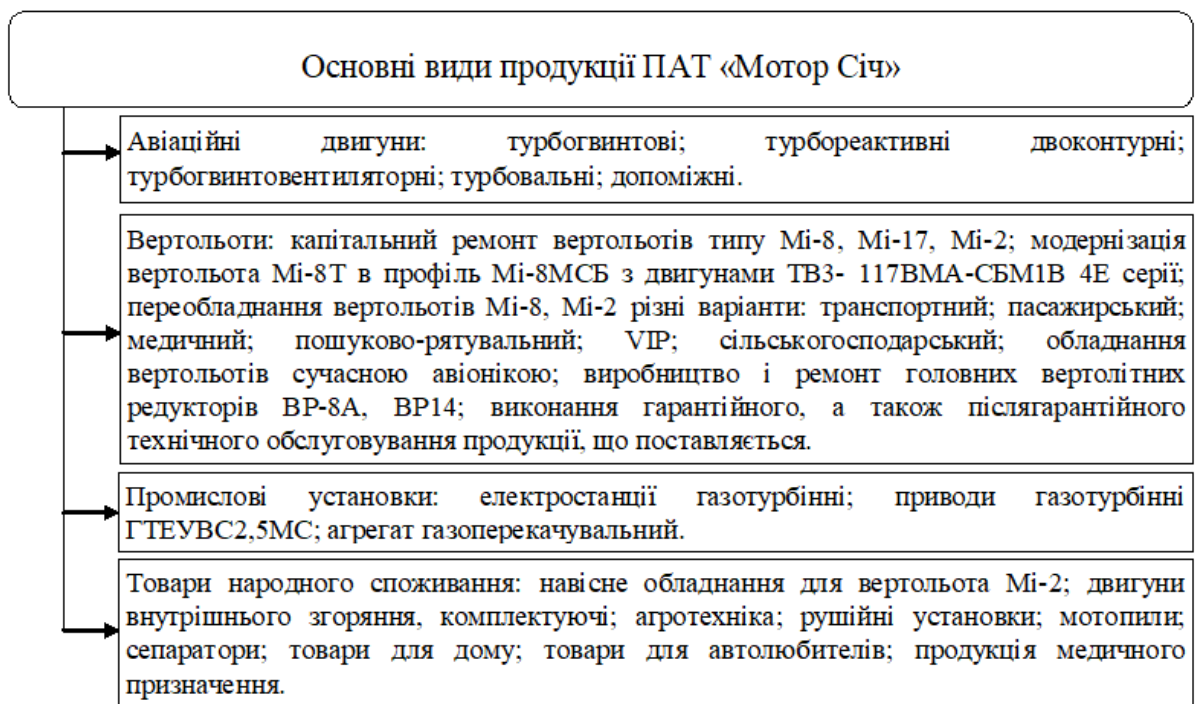 Основні види продукції ПАТ «Мотор Січ»
Авіаційні двигуни: турбогвинтові; турбореактивні двоконтурні;
турбогвинтовентиляторні; турбовальні; допоміжні.
Вертольоти: капітальний ремонт вертольотів типу Мі-8, Мі-17, Мі-2; модернізація
вертольота Мі-8Т в профіль Мі-8МСБ з двигунами ТВ3- 117ВМА-СБМ1В 4Е серії;
переобладнання вертольотів Мі-8, Мі-2 різні варіанти: транспортний; пасажирський;
медичний; пошуково-рятувальний; VIP; сільськогосподарський; обладнання
вертольотів сучасною авіонікою; виробництво і ремонт головних вертолітних
редукторів ВР-8А, ВР14; виконання гарантійного, а також післягарантійного
технічного обслуговування продукції, що поставляється.
Промислові установки: електростанції газотурбінні; приводи газотурбінні
ГТЕУВС2,5МС; агрегат газоперекачувальний.
Товари народного споживання: навісне обладнання для вертольота Мі-2; двигуни
внутрішнього згоряння, комплектуючі; агротехніка; рушійні установки; мотопили;
сепаратори; товари для дому; товари для автолюбителів; продукція медичного
призначення.